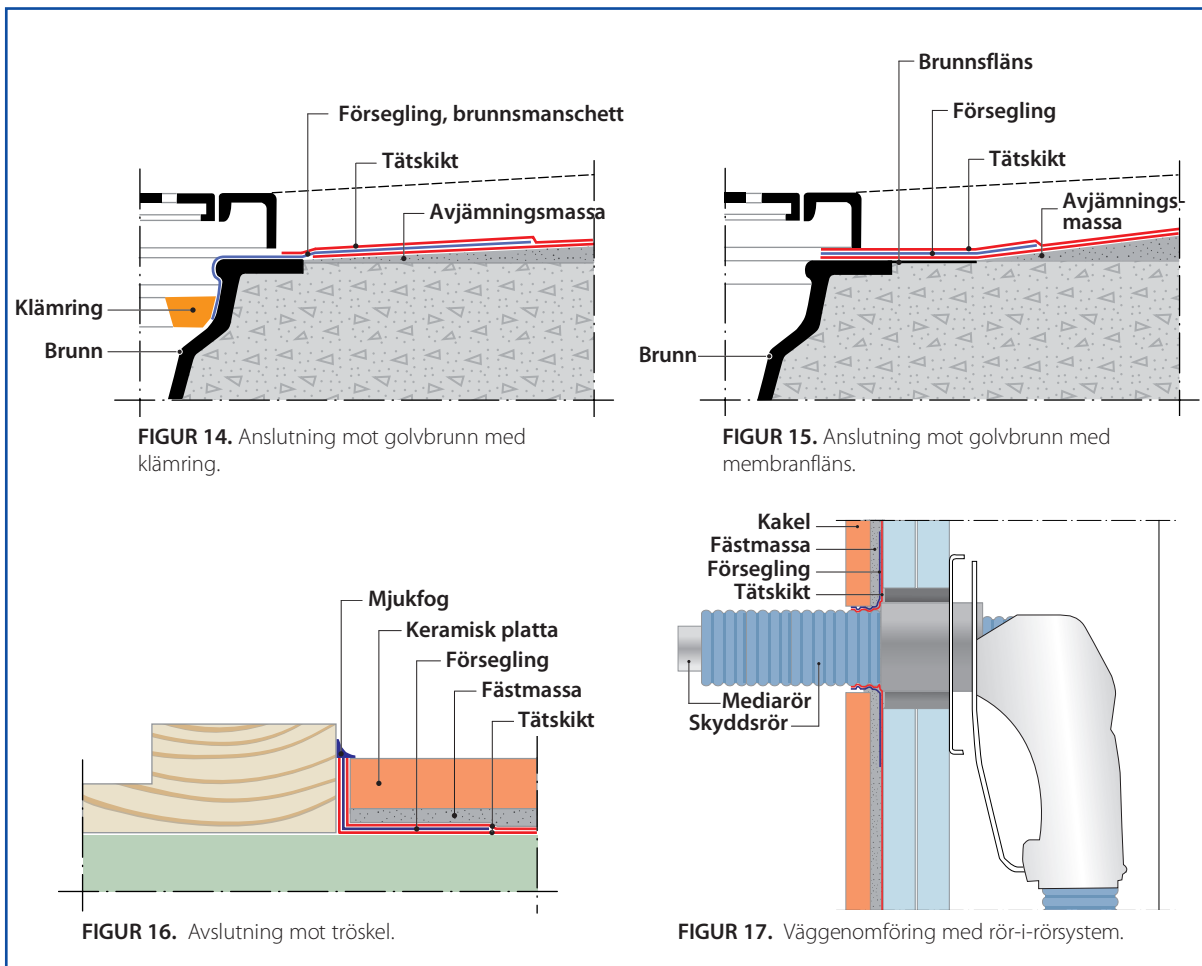 Försegling, brunnsmanschett
Tätskikt
Avjämningsmassa
Klämring
Brunn
FIGUR 14. Anslutning mot golvbrunn med
klämring.
Brunnsfläns
Försegling
Tätskikt
Avjämnings-
massa
Brunn
FIGUR 15. Anslutning mot golvbrunn med
membranfläns.
Mjukfog
Keramisk platta
Försegling
Fästmassa
Tätskikt
FIGUR 16. Avslutning mot tröskel.
Kakel
Fästmassa
Försegling
Tätskikt
Mediarör
Skyddsrör
FIGUR 17. Väggenomföring med rör-i-rörsystem.